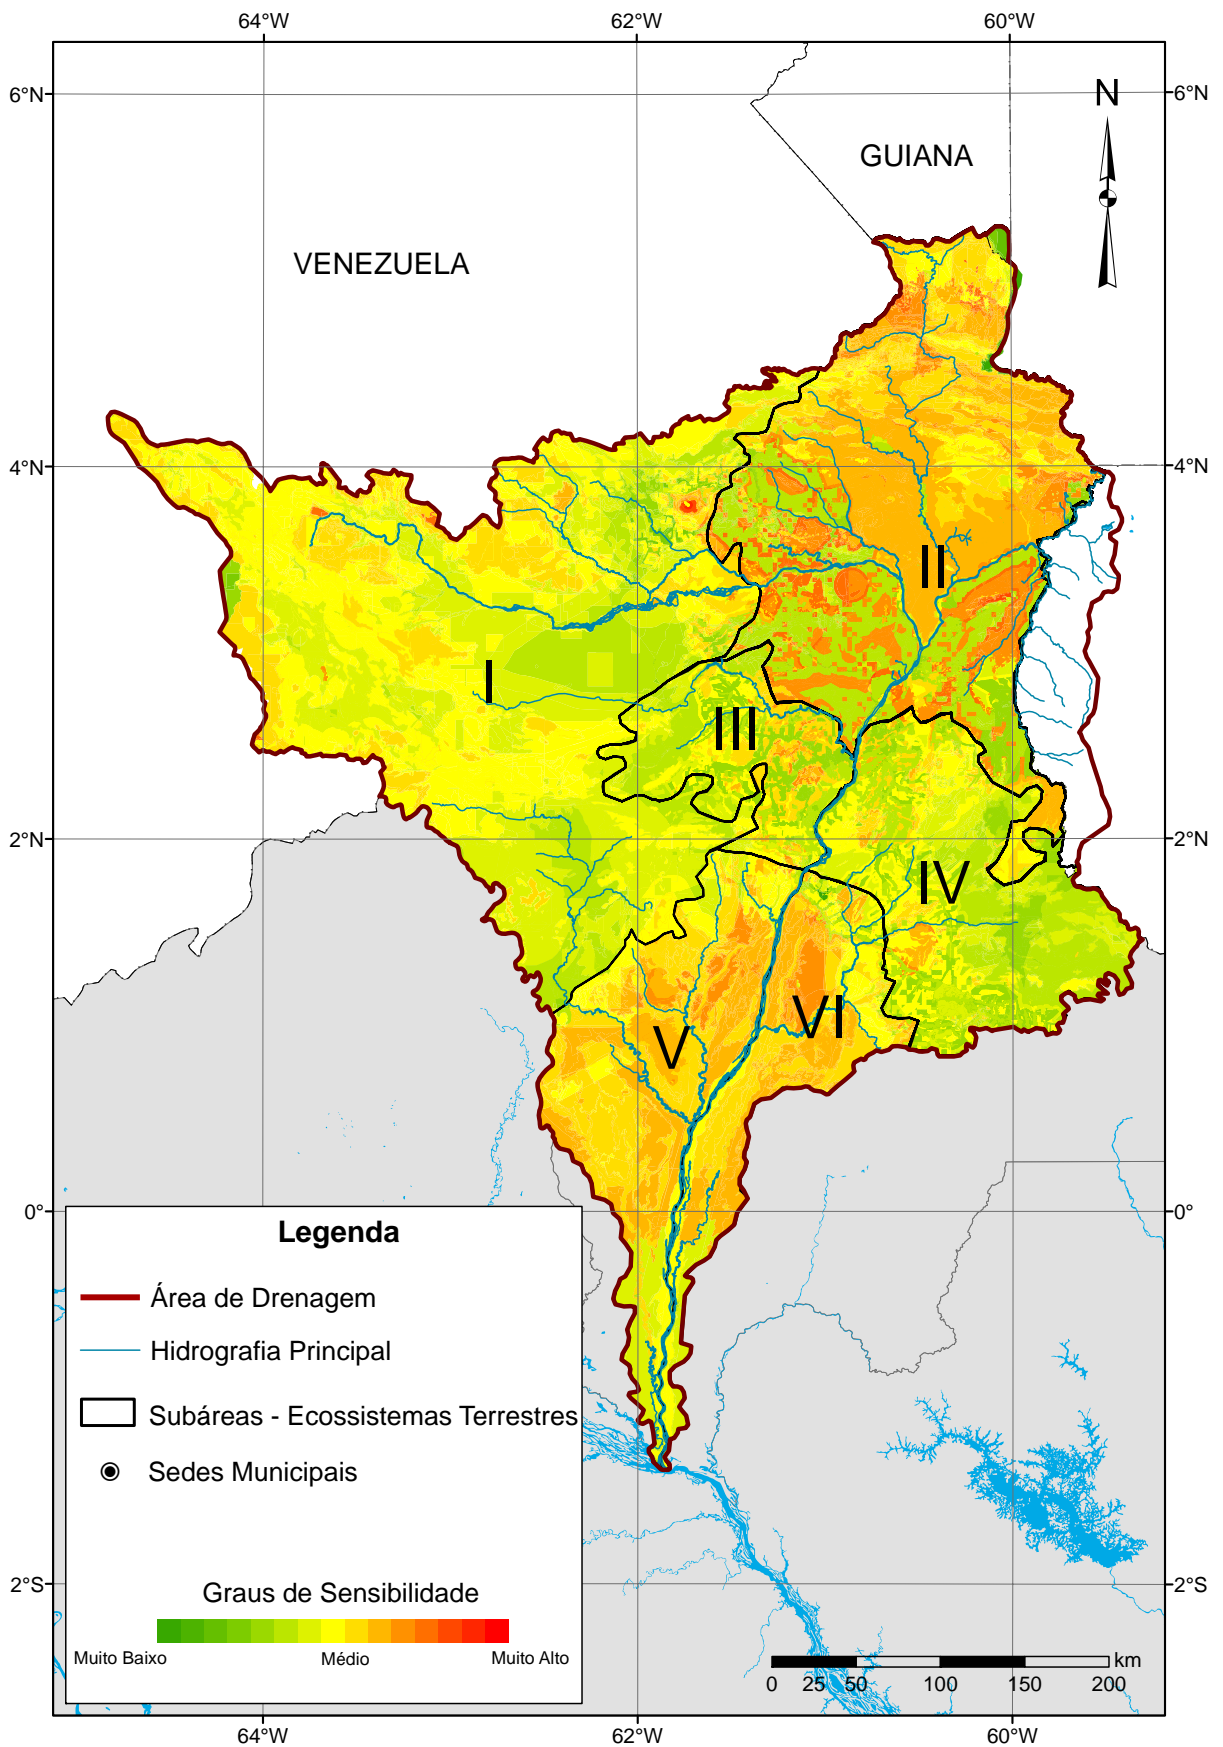 64°W 62°W 60°W
6°N 6°N
N
GUIANA
VENEZUELA
4°N 4°N
II
I
III
2°N 2°N
IV
VI
V
0° 0°
Legenda
Área de Drenagem
Hidrografia Principal
Subáreas - Ecossistemas Terrestres
Sedes Municipais
2°S 2°S
Graus de Sensibilidade
Muito Baixo Médio Muito Alto
km
0 25 50 100 150 200
64°W 62°W 60°W